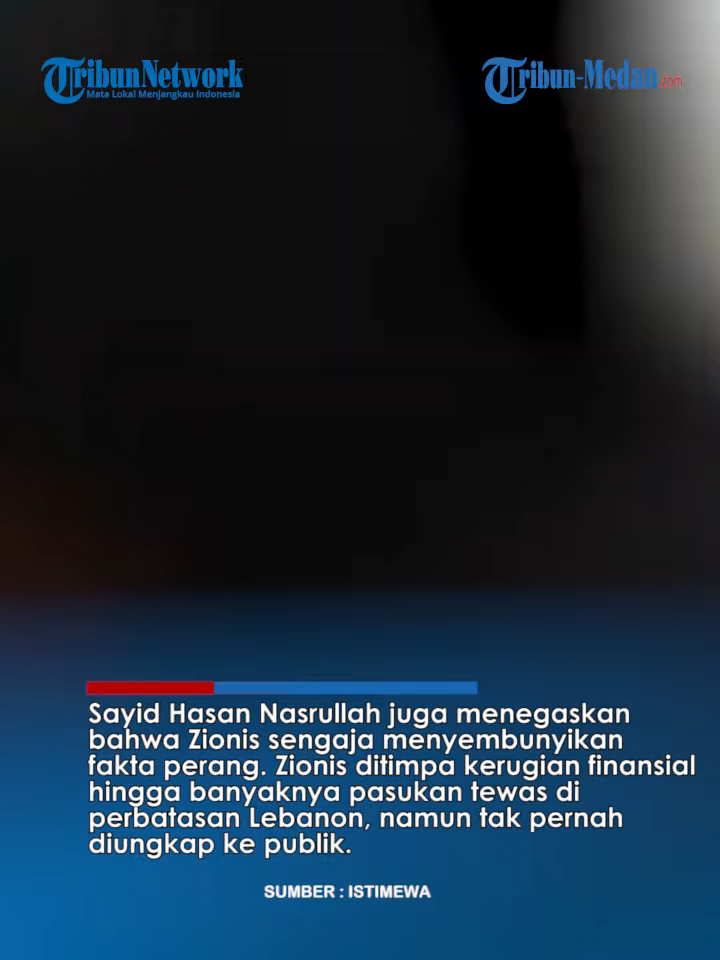 TribunNetwork
Mata Lokal Menjangkau Indonesia
Tribun-Medan.com
Sayid Hasan Nasrullah juga menegaskan
bahwa Zionis sengaja menyembunyikan
fakta perang. Zionis ditimpa kerugian finansial
hingga banyaknya pasukan tewas di
perbatasan Lebanon, namun tak pernah
diungkap ke publik.
SUMBER : ISTIMEWA